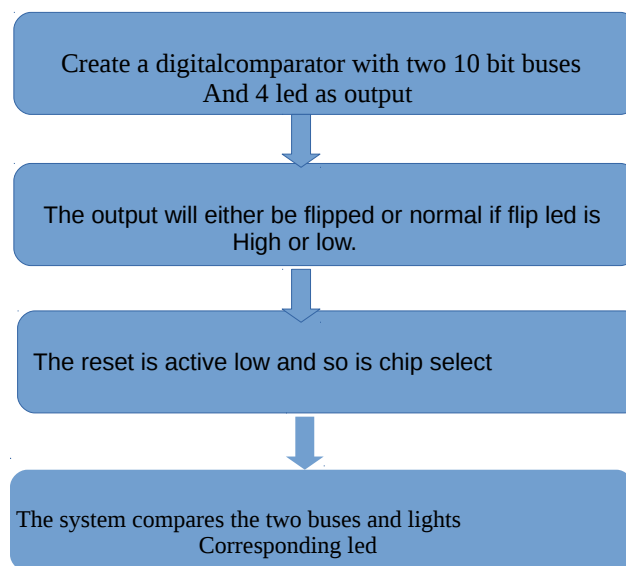 Create a digitalcomparator with two 10 bit buses
And 4 led as output
The output will either be flipped or normal if flip led is
High or low.
The reset is active low and so is chip select
The system compares the two buses and lights
Corresponding led